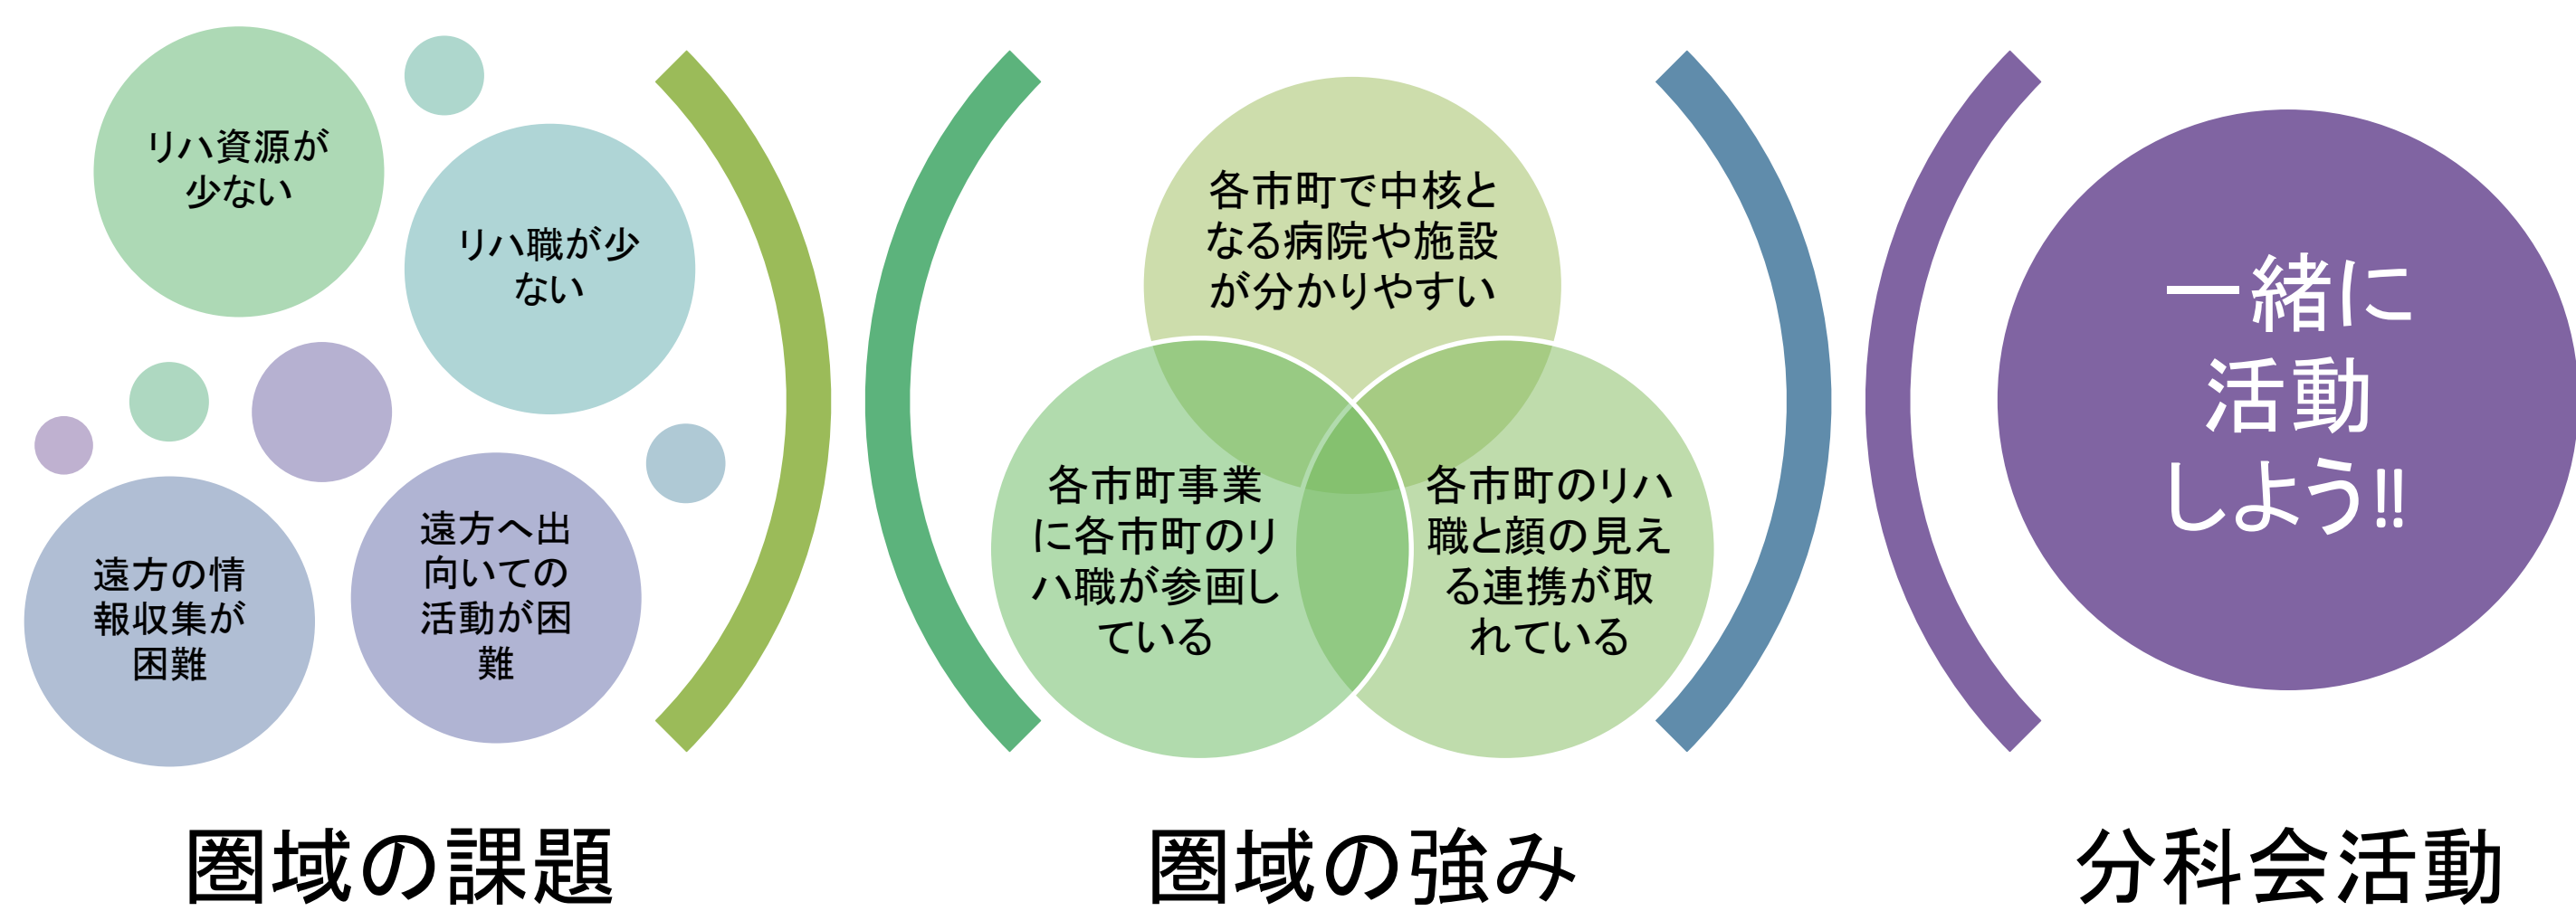 リハ資源が
少ない
リハ職が少
ない
遠方の情
報収集が
困難
遠方へ出
向いての
活動が困
難
圏域の課題
各市町で中核と
なる病院や施設
が分かりやすい
各市町事業
に各市町のリ
ハ職が参画し
ている
各市町のリハ
職と顔の見え
る連携が取
れている
圏域の強み
一緒に
活動
しよう!!
分科会活動